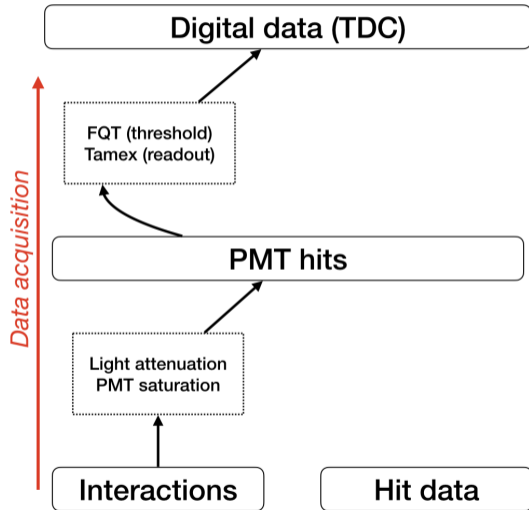 Digital data (TDC)
FQT (threshold)
Tamex (readout)
Data acquisition
PMT hits
Light attenuation
PMT saturation
Interactions
Hit data